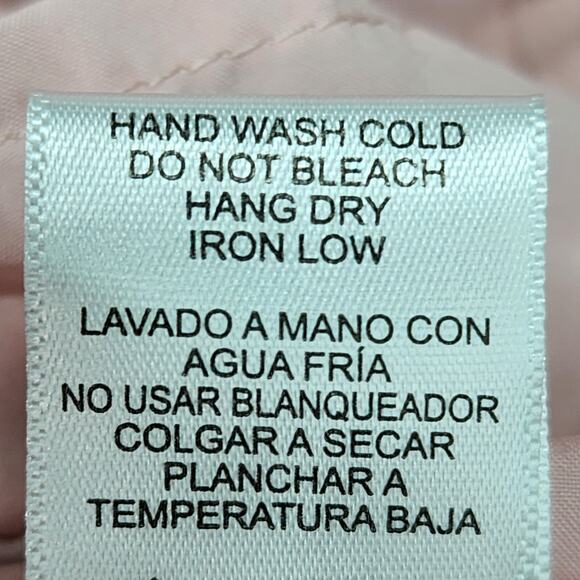 HAND WASH COLD
DO NOT BLEACH
HANG DRY
IRON LOW
LAVADO A MANO CON
AGUA FRÍA
NO USAR BLANQUEADOR
COLGAR A SECAR
PLANCHAR A
TEMPERATURA BAJA